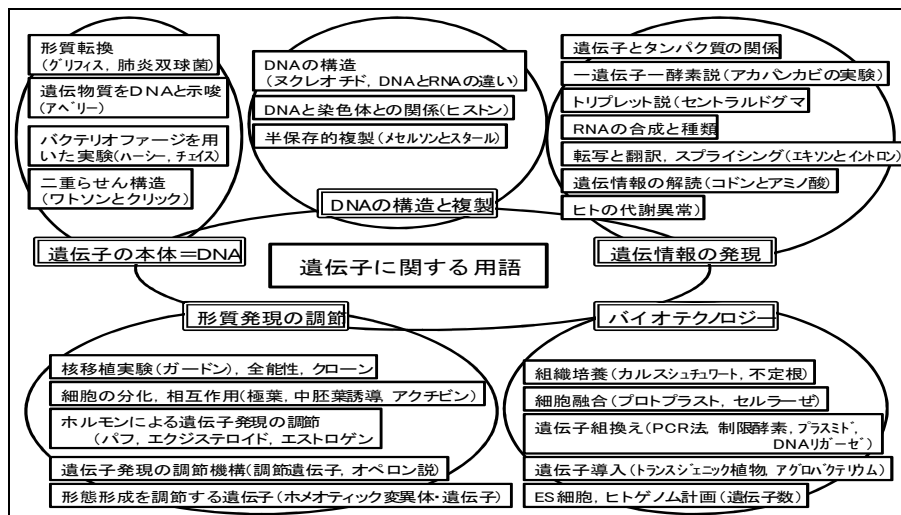 形質転換
(グリフィス, 肺炎双球菌)
遺伝物質をDNAと示唆
(アベリー)
バクテリオファージを用
いた実験(ハーシー, チェイス)
二重らせん構造
(ワトソンとクリック)
遺伝子の本体=DNA
DNAの構造
(ヌクレオチド, DNAとRNAの違い)
DNAと染色体との関係(ヒストン)
半保存的複製(メセルソンとスタール)
DNAの構造と複製
遺伝子とタンパク質の関係
一遺伝子一酵素説(アカパンカビの実験)
トリプレット説(セントラルドグマ
RNAの合成と種類
転写と翻訳, スプライシング(エキソンとイントロン)
遺伝情報の解読(コドンとアミノ酸)
ヒトの代謝異常)
遺伝情報の発現
遺伝子に関する用語
形質発現の調節
核移植実験(ガードン), 全能性, クローン
細胞の分化, 相互作用(極葉, 中胚葉誘導, アクチビン)
ホルモンによる遺伝子発現の調節
(パフ, エクジステロイド, エストロゲン
遺伝子発現の調節機構(調節遺伝子, オペロン説)
形態形成を調節する遺伝子(ホメオティック変異体・遺伝子)
バイオテクノロジー
組織培養(カルスシュチュワート, 不定根)
細胞融合(プロトプラスト, セルラーゼ)
遺伝子組換え(PCR法, 制限酵素, プラスミド,
DNAリガーゼ)
遺伝子導入(トランスジェニック植物, アグロバクテリウム)
ES細胞, ヒトゲノム計画(遺伝子数)